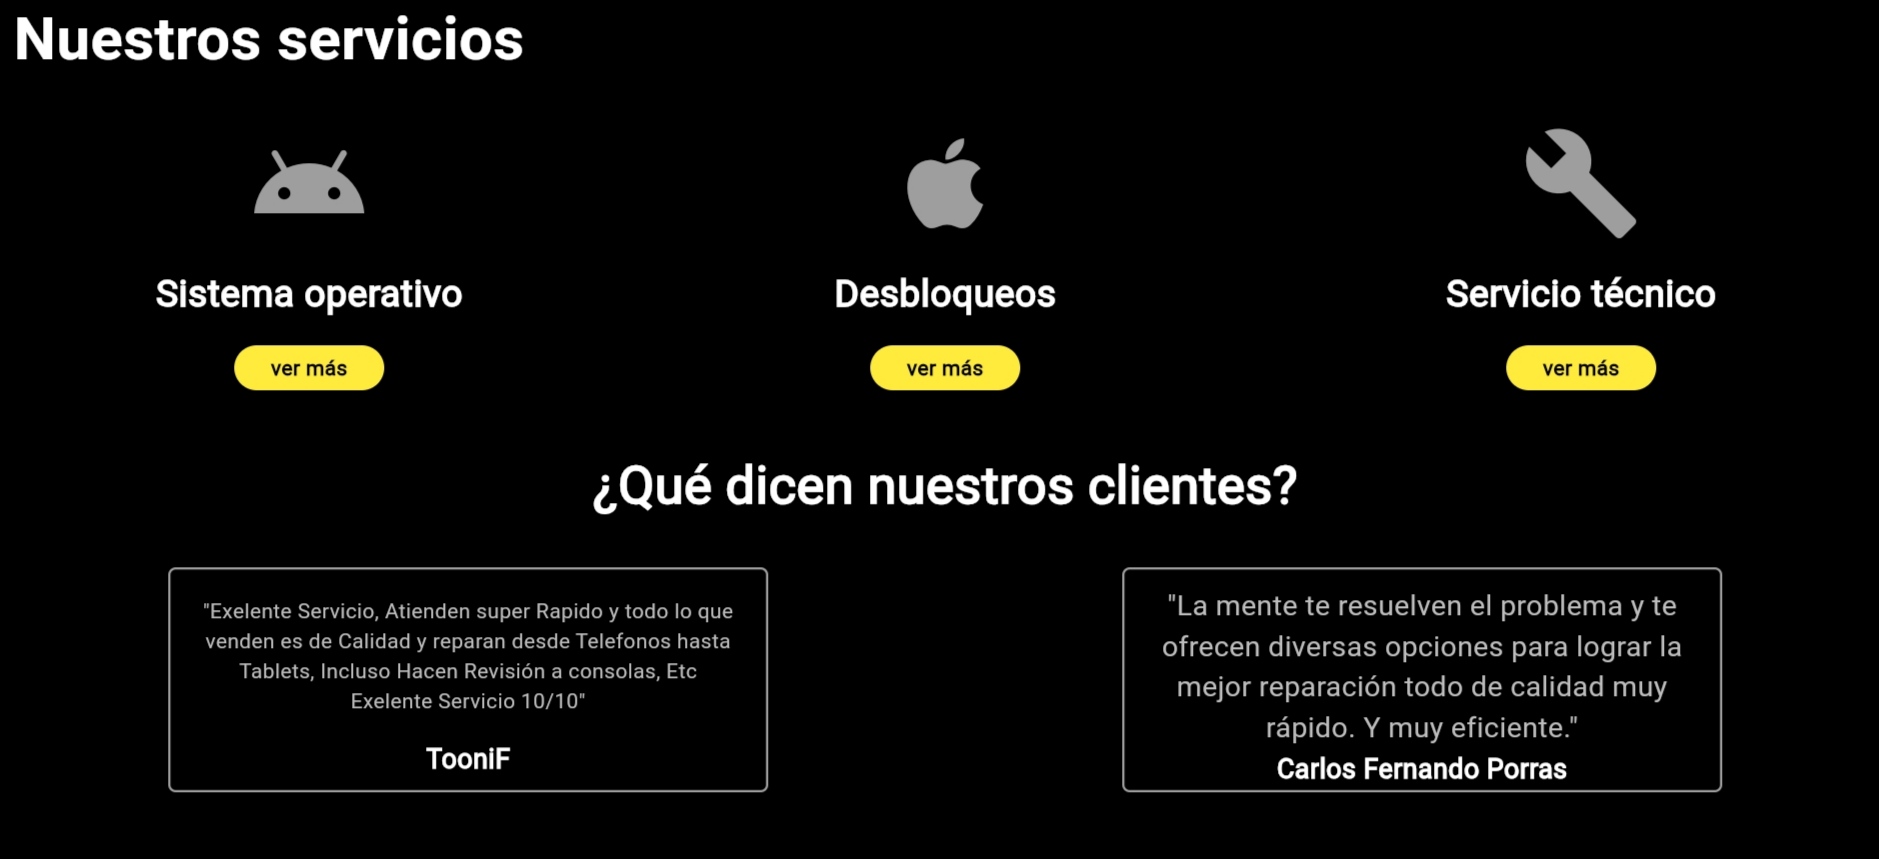 Nuestros servicios
Sistema operativo
Desbloqueos
Servicio técnico
ver más
ver más
ver más
¿Qué dicen nuestros clientes?
"Exelente Servicio, Atienden super Rapido y todo lo que
venden es de Calidad y reparan desde Telefonos hasta
Tablets, Incluso Hacen Revisión a consolas, Etc
Exelente Servicio 10/10"
TooniF
"La mente te resuelven el problema y te
ofrecen diversas opciones para lograr la
mejor reparación todo de calidad muy
rápido. Y muy eficiente."
Carlos Fernando Porras